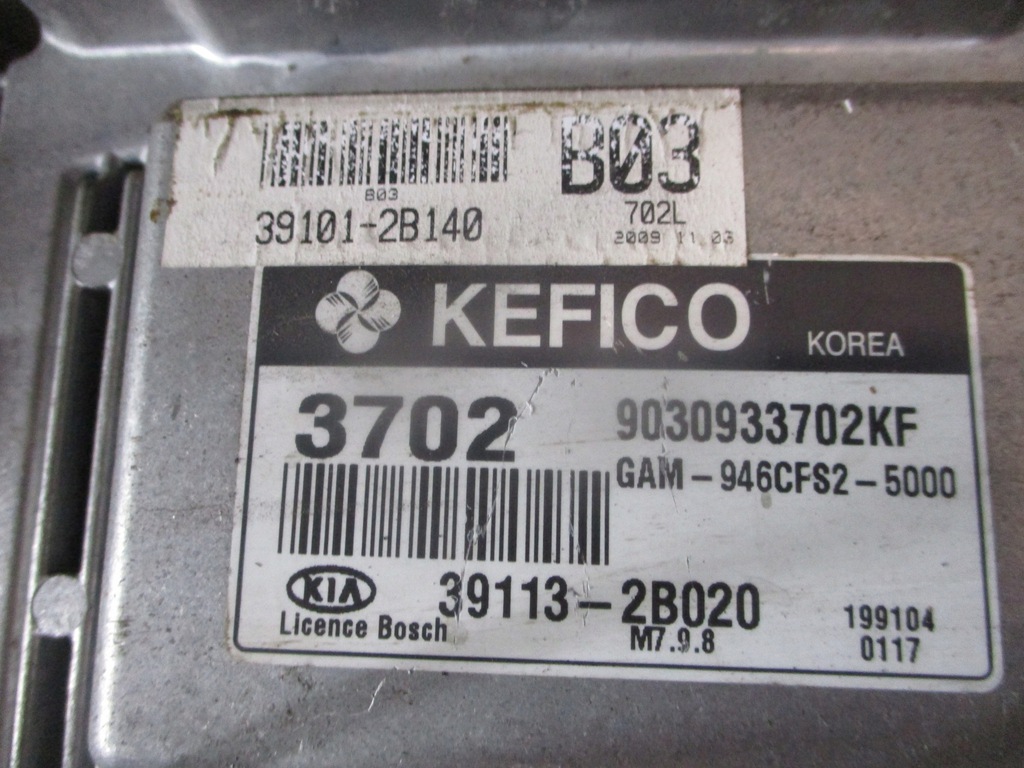 B03
B03
39101-2B140
702L
2009 11 03
KEFICO KOREA
3702
9030933702KF
GAM-946CFS2-5000
KIA
39113-2B020
Licence Bosch
M7.9.8
199104
0117